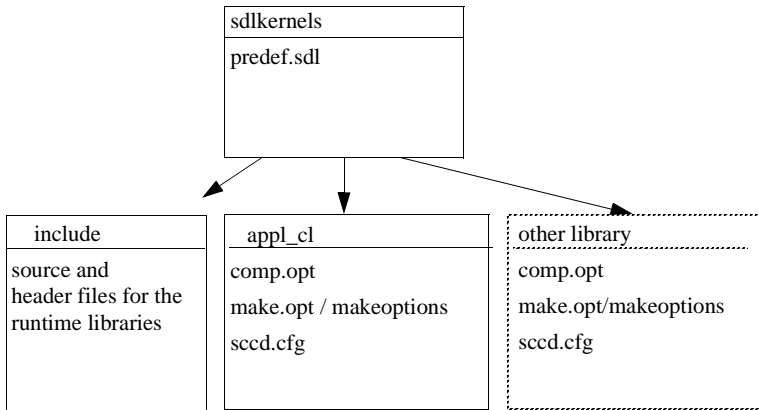 sdlkernels
predef.sdl
include
source and
header files for the
runtime libraries
appl_cl
comp.opt
make.opt / makeoptions
sccd.cfg
other library
comp.opt
make.opt/makeoptions
sccd.cfg